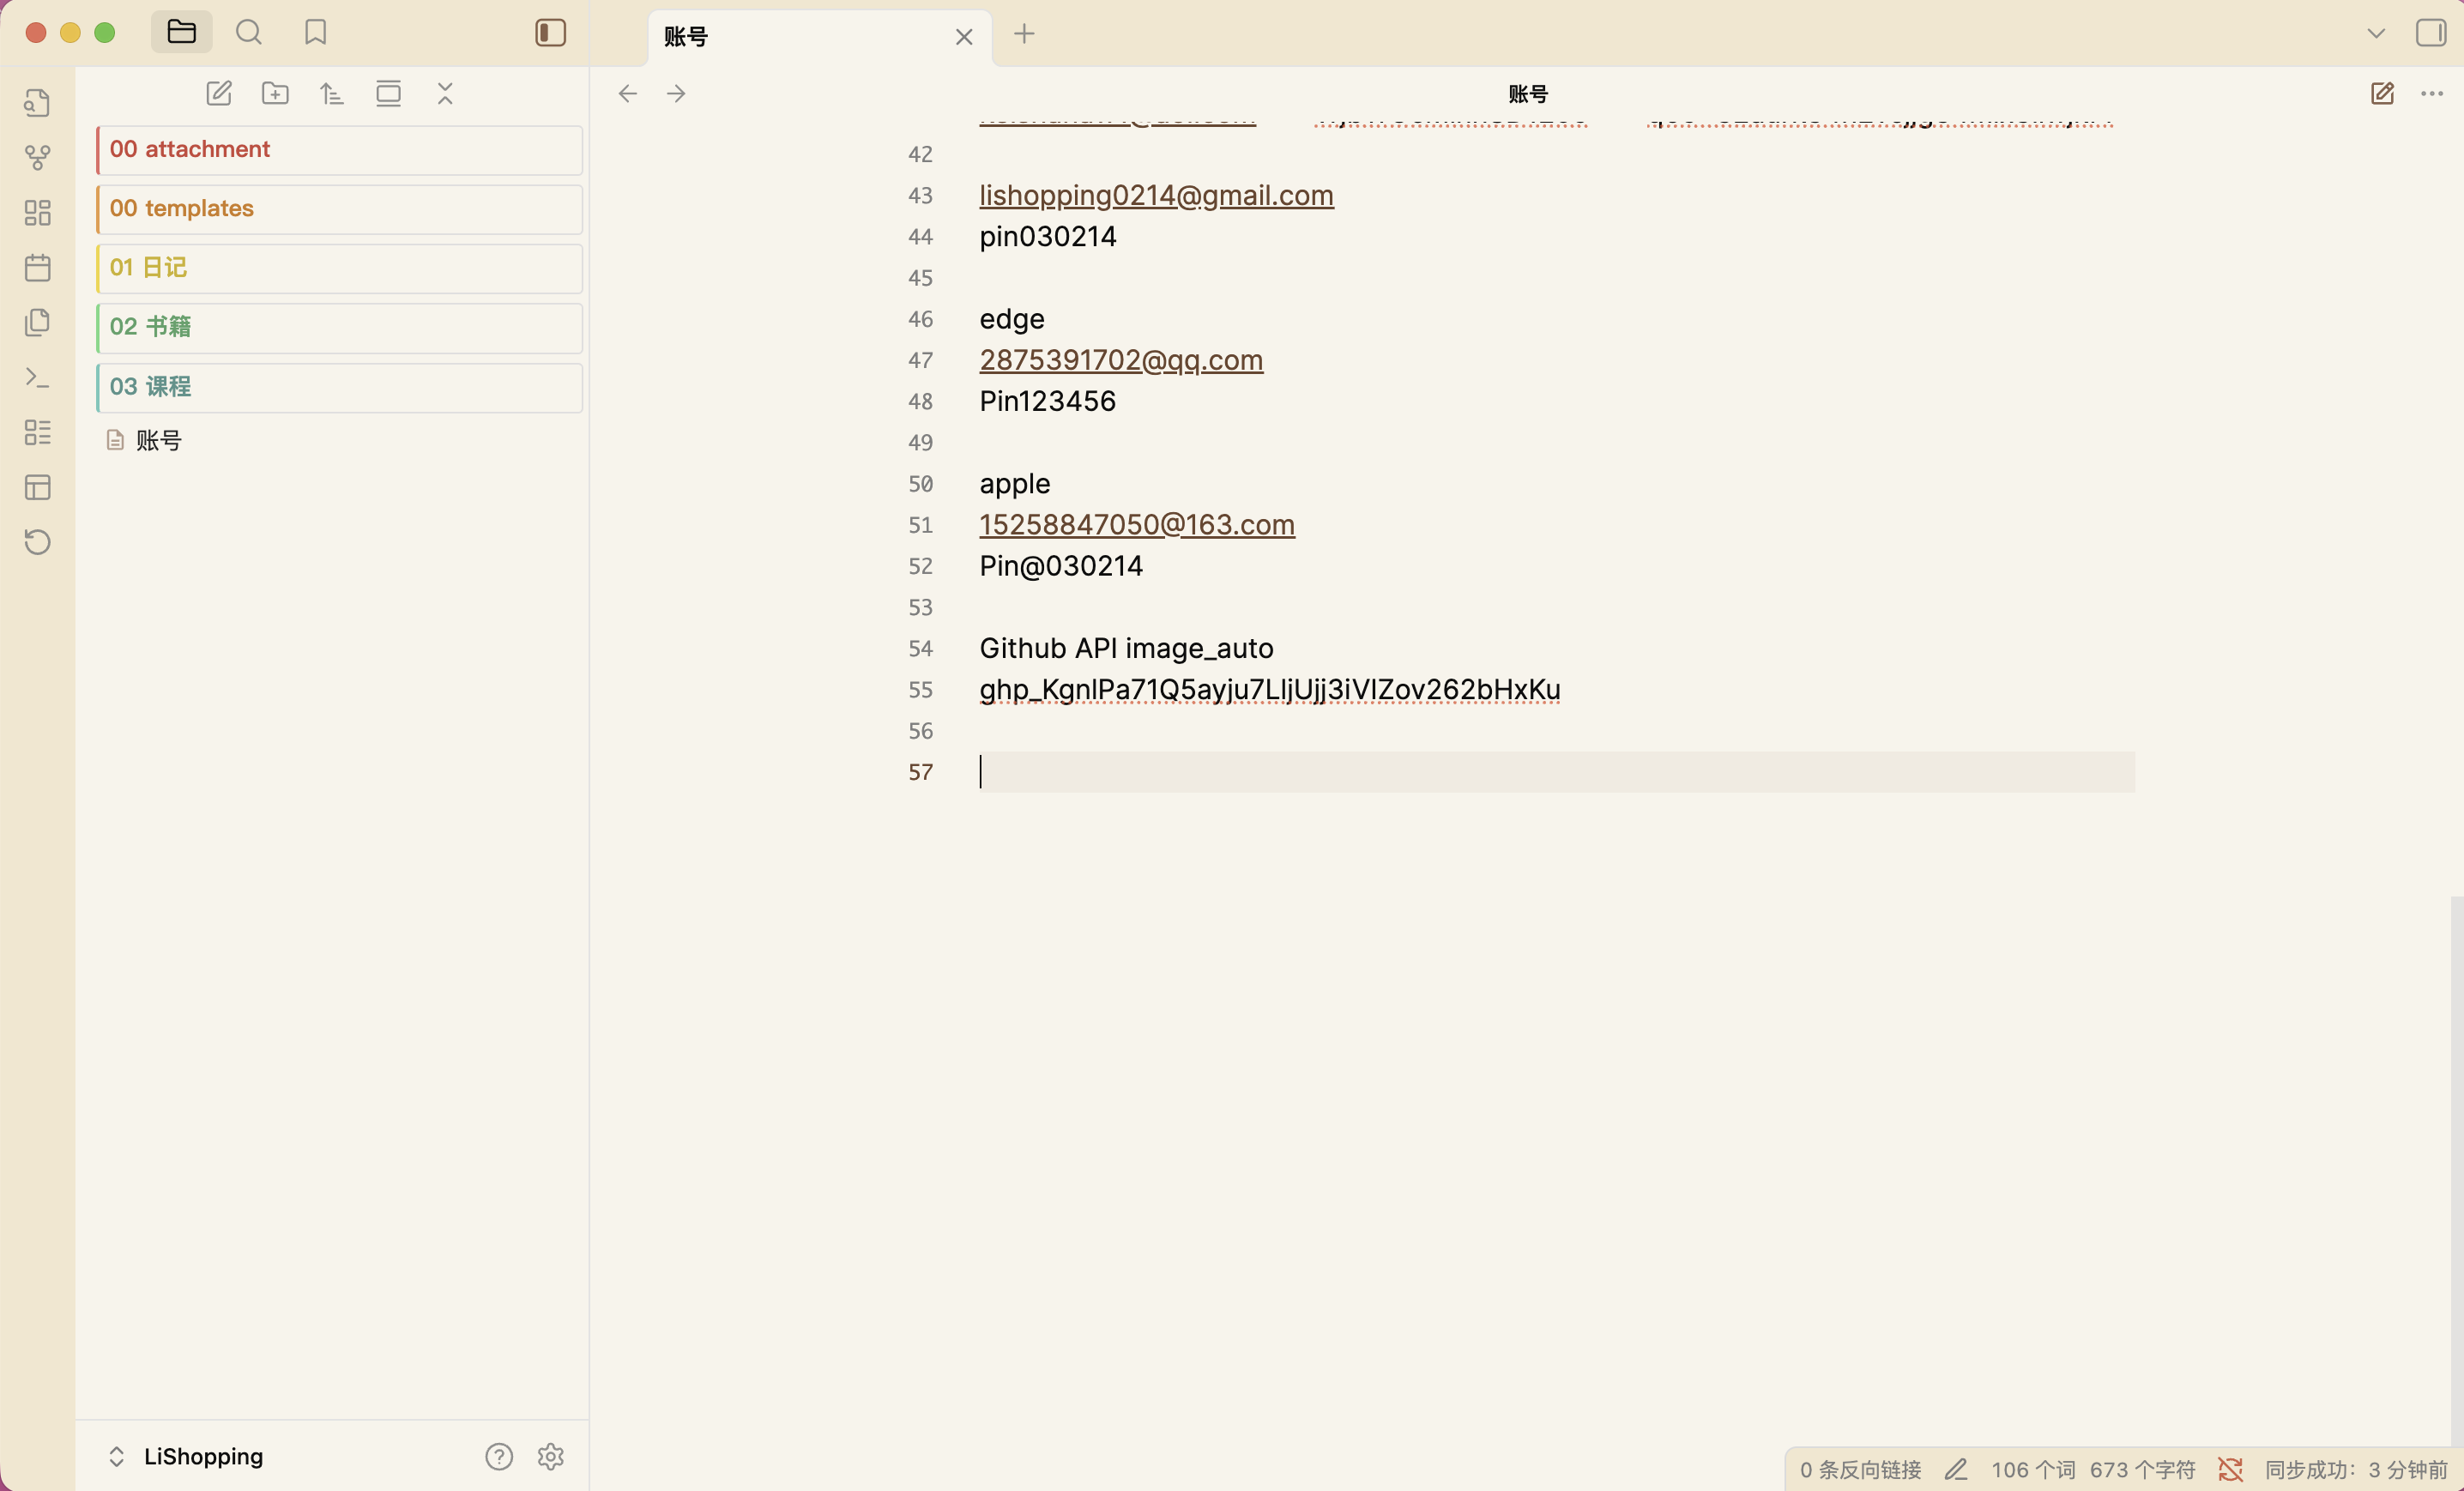 账号
账号
00 attachment
00 templates
01 日记
02 书籍
03 课程
账号
42
43 lishopping0214@gmail.com
44 pin030214
45
46 edge
47 2875391702@qq.com
48 Pin123456
49
50 apple
51 15258847050@163.com
52 Pin@030214
53
54 Github API image_auto
55
56
57
LiShopping
0 条反向链接 106 个词 673 个字符 同步成功：3 分钟前